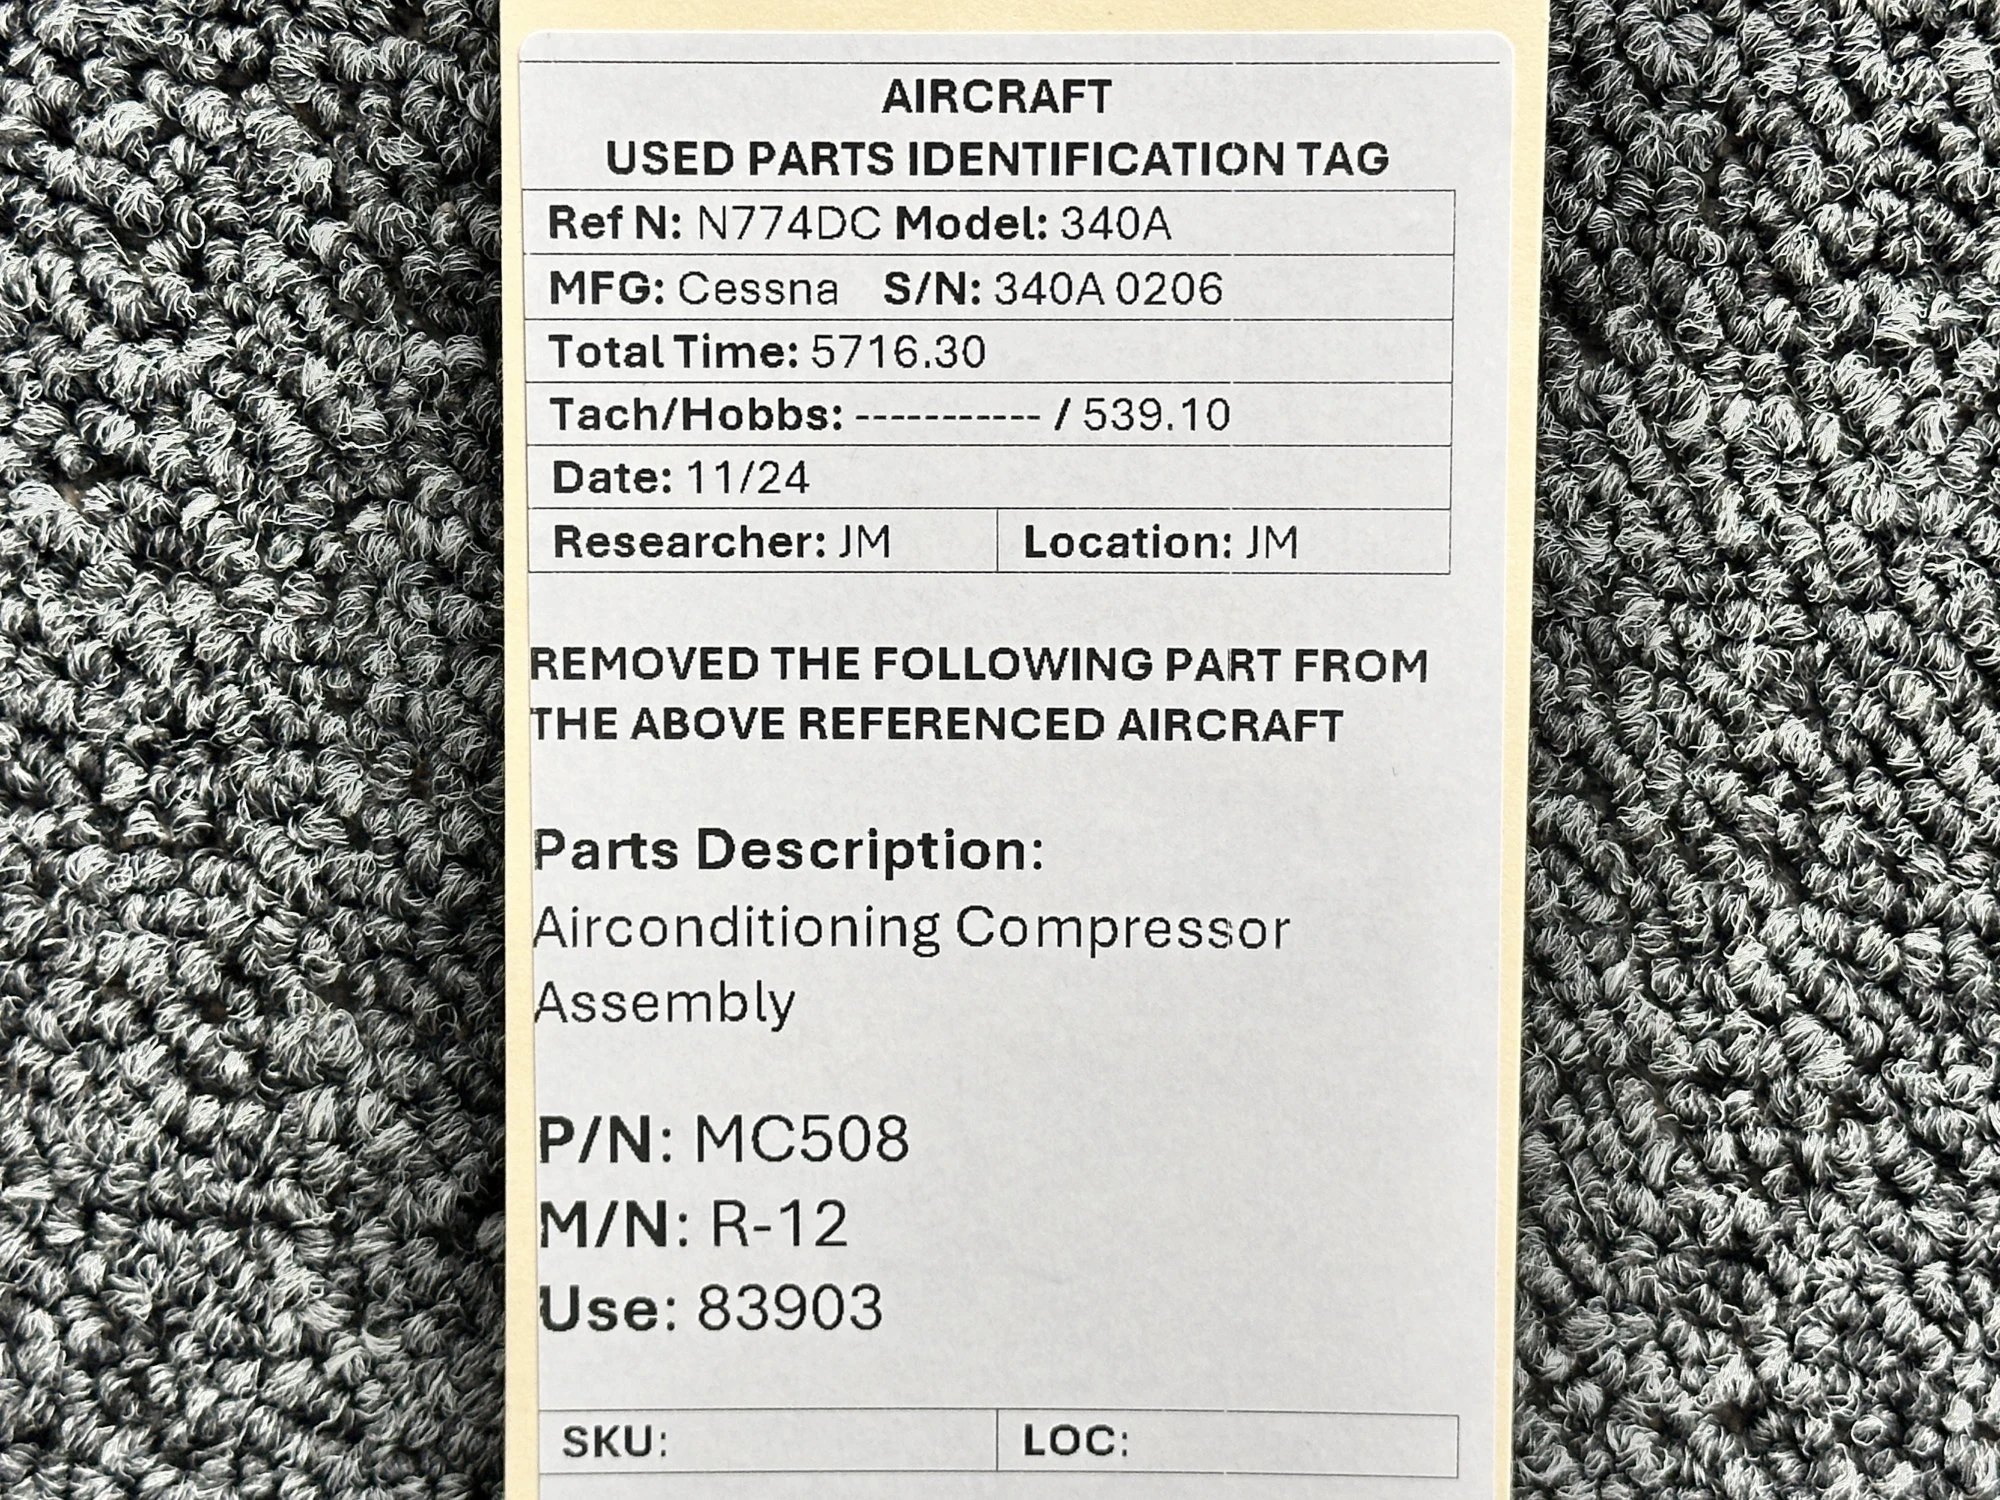 AIRCRAFT
USED PARTS IDENTIFICATION TAG
Ref N: N774DC Model: 340A
MFG: Cessna S/N: 340A 0206
Total Time: 5716.30
Tach/Hobbs: ----------- / 539.10
Date: 11/24
Researcher: JM Location: JM
REMOVED THE FOLLOWING PART FROM
THE ABOVE REFERENCED AIRCRAFT
Parts Description:
Airconditioning Compressor
Assembly
P/N: MC508
M/N: R-12
Use: 83903
SKU: LOC: